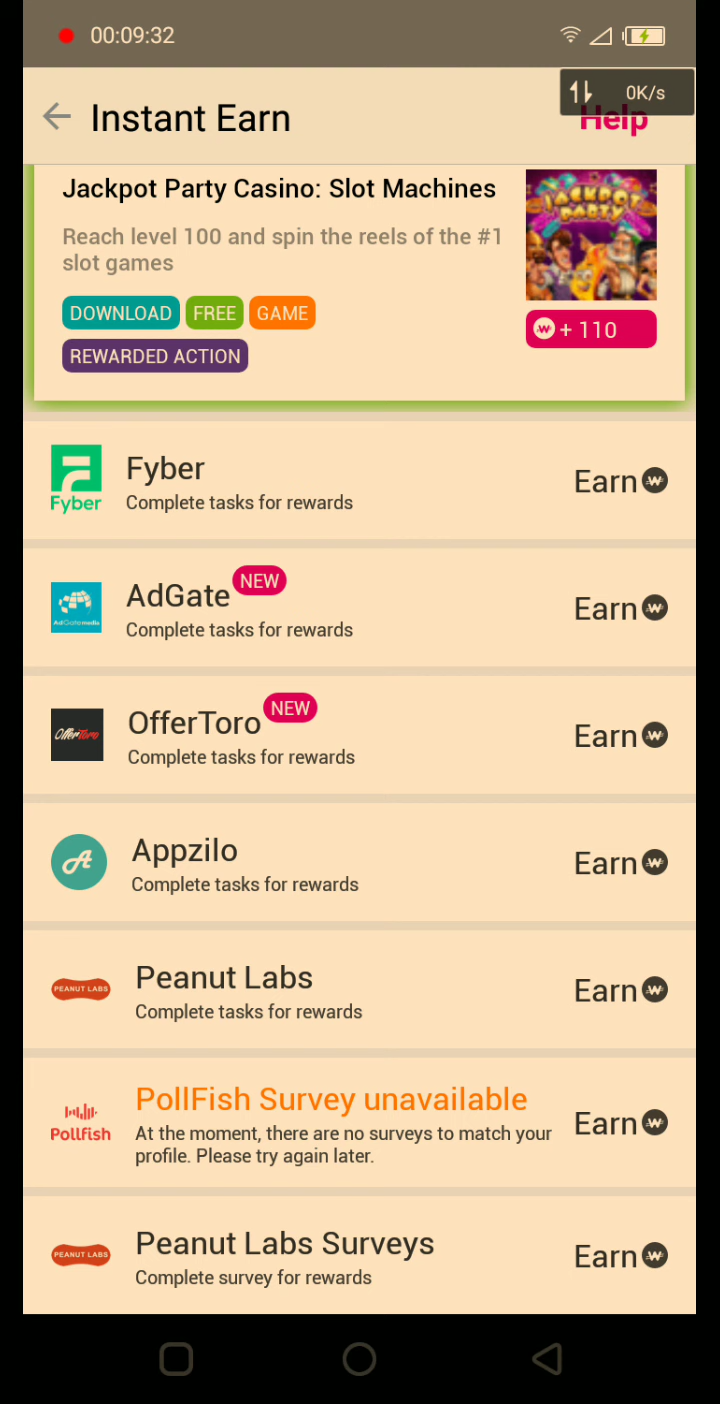 00:09:32
0K/s
Instant Earn
Help
Jackpot Party Casino: Slot Machines
JACKPOT
PARTY
Reach level 100 and spin the reels of the #1
slot games
DOWNLOAD FREE GAME
+ 110
REWARDED ACTION
Fyber
Fyber
Complete tasks for rewards
Earn W
AdGate NEW
AdGatemedia
Complete tasks for rewards
Earn W
OfferToro NEW
OfferToro
Complete tasks for rewards
Earn W
A
Appzilo
Complete tasks for rewards
Earn W
PEANUT LABS
Peanut Labs
Complete tasks for rewards
Earn W
Pollfish
PollFish Survey unavailable
At the moment, there are no surveys to match your
profile. Please try again later.
Earn W
PEANUT LABS
Peanut Labs Surveys
Complete survey for rewards
Earn W